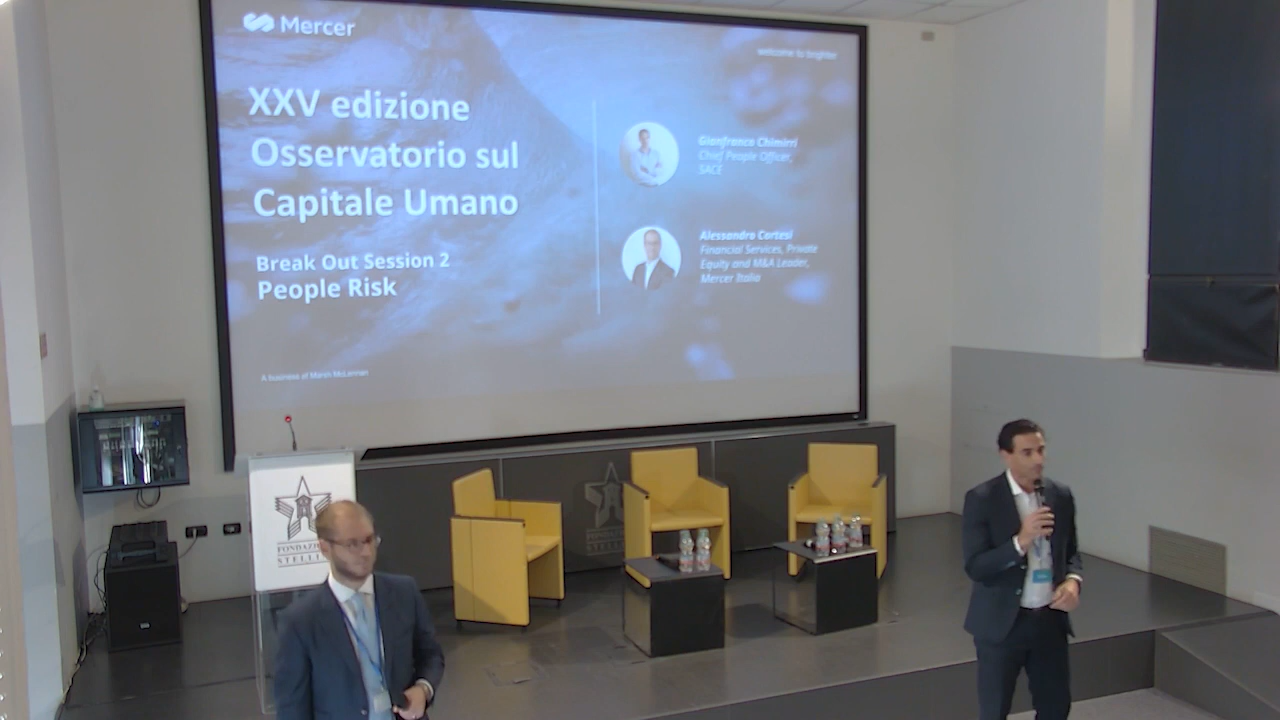 Mercer
welcome to brighter
XXV edizione
Osservatorio sul
Capitale Umano
Break Out Session 2
People Risk
Gianfranco Chimirri
Chief People Officer,
SACE
Alessandro Cortesi
Financial Services, Private
Equity and M&A Leader,
Mercer Italia
A business of Marsh McLennan
FONDAZIONE
STELLINE